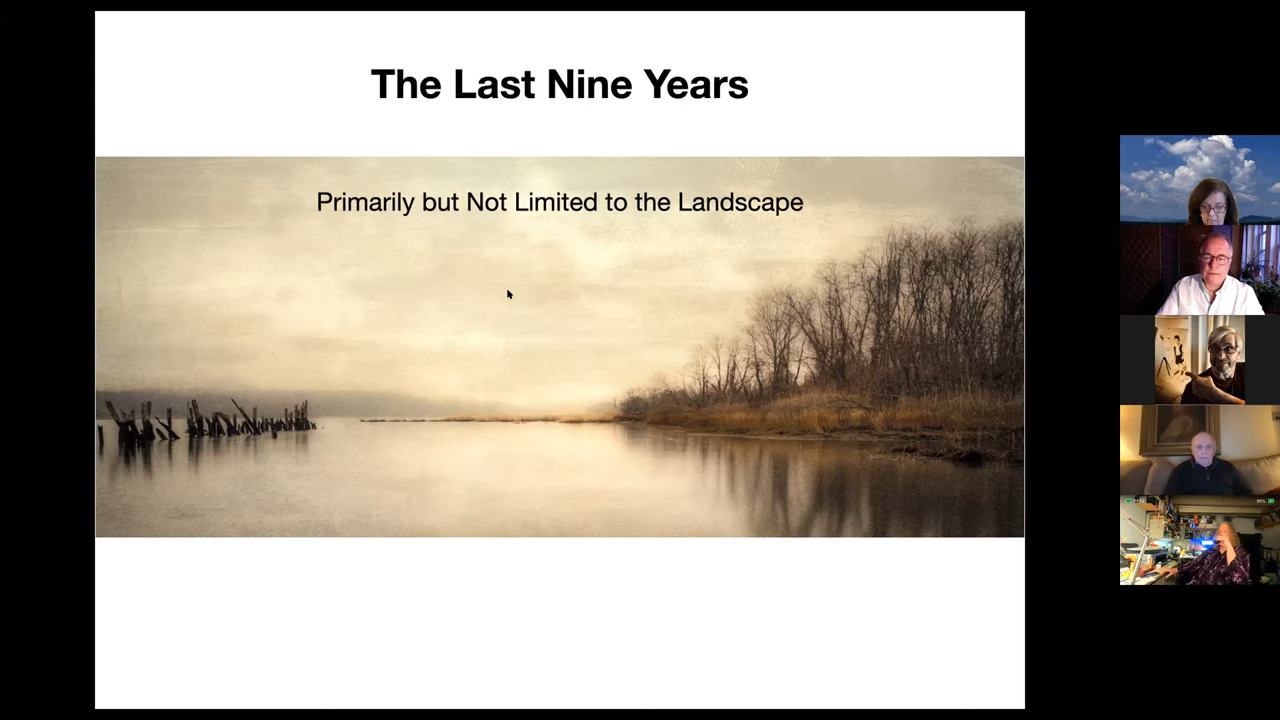 The Last Nine Years
Primarily but Not Limited to the Landscape